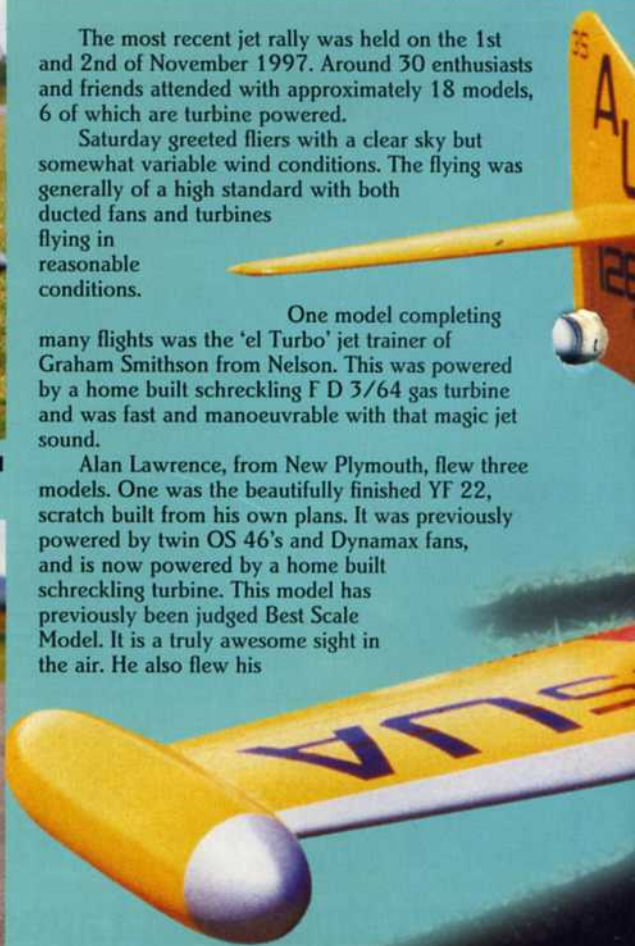 The most recent jet rally was held on the 1st
and 2nd of November 1997. Around 30 enthusiasts
and friends attended with approximately 18 models,
6 of which are turbine powered.
Saturday greeted fliers with a clear sky but
somewhat variable wind conditions. The flying was
generally of a high standard with both
ducted fans and turbines
flying in
reasonable
conditions.
One model completing
many flights was the ‘el Turbo’ jet trainer of
Graham Smithson from Nelson. This was powered
by a home built schreckling F D 3/64 gas turbine
and was fast and manoeuvrable with that magic jet
sound.
Alan Lawrence, from New Plymouth, flew three
models. One was the beautifully finished YF 22,
scratch built from his own plans. It was previously
powered by twin OS 46's and Dynamax fans,
and is now powered by a home built
schreckling turbine. This model has
previously been judged Best Scale
Model. It is a truly awesome sight in
the air. He also flew his
35